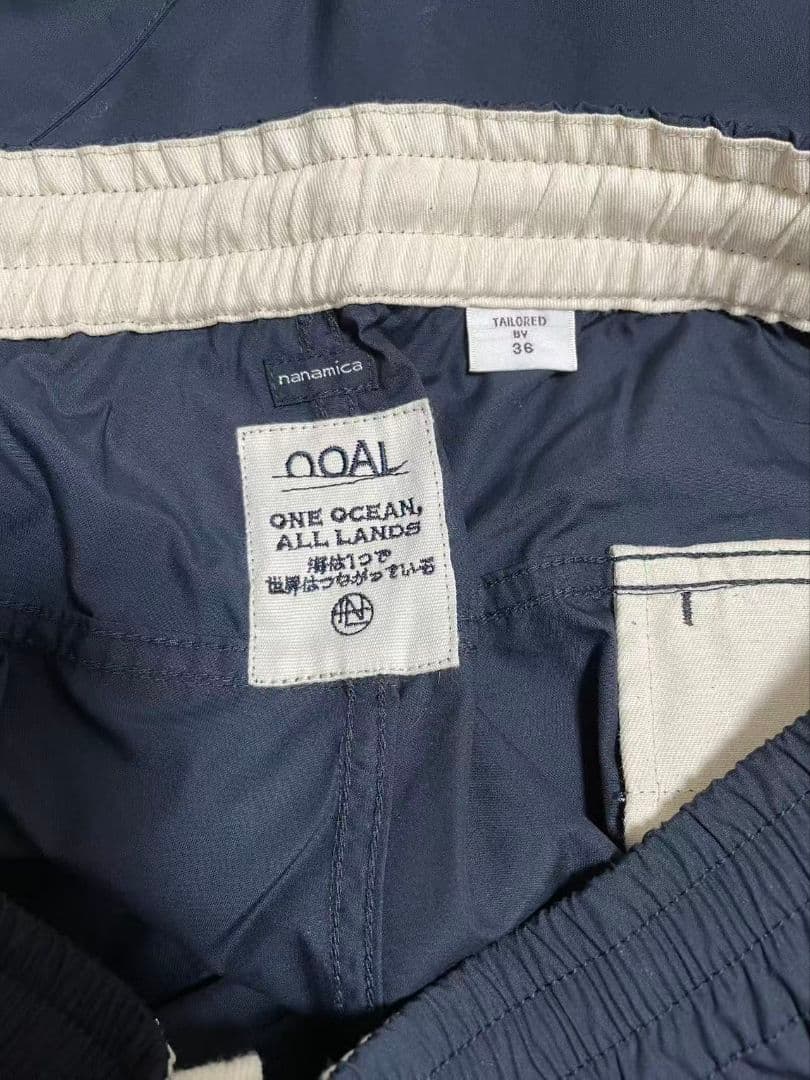 TAILORED
BY
36
nanamica
OOAL
ONE OCEAN,
ALL LANDS
海は1つで
世界はつながっている